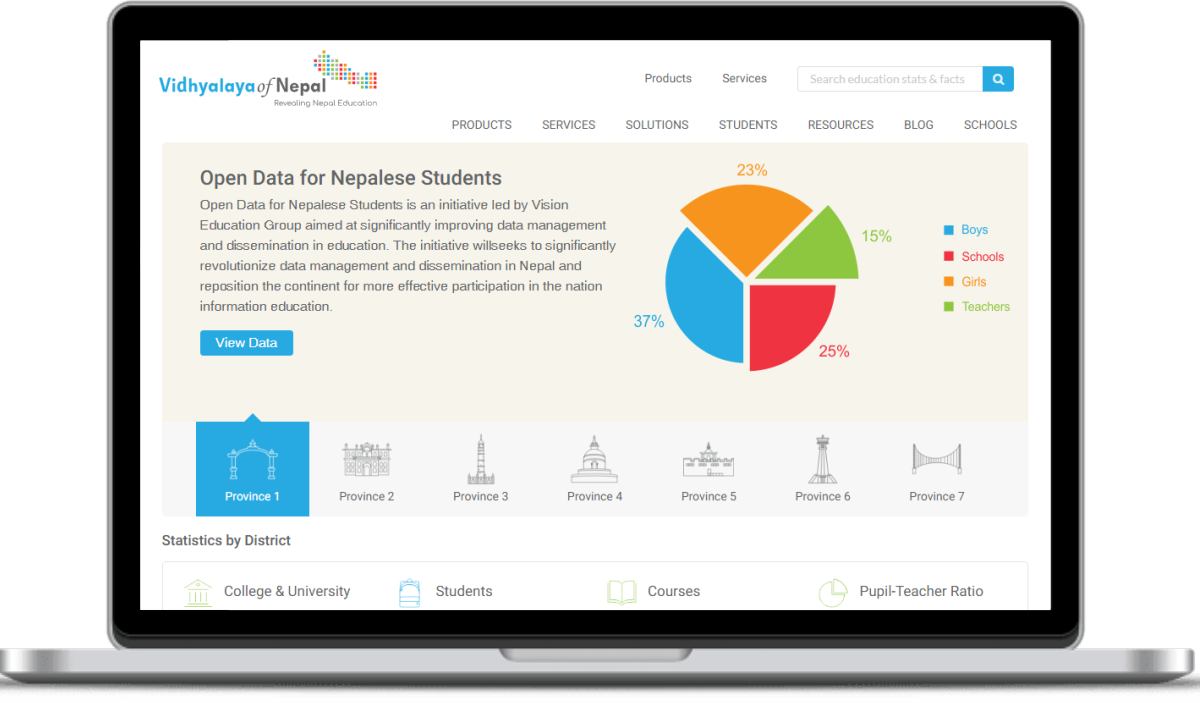 Vidhyalaya of Nepal
Revealing Nepal Education
Products Services Search education stats & facts
PRODUCTS SERVICES SOLUTIONS STUDENTS RESOURCES BLOG SCHOOLS
Open Data for Nepalese Students
Open Data for Nepalese Students is an initiative led by Vision
Education Group aimed at significantly improving data management
and dissemination in education. The initiative willseeks to significantly
revolutionize data management and dissemination in Nepal and
reposition the continent for more effective participation in the nation
information education.
View Data
23%
15%
37%
25%
Boys
Schools
Girls
Teachers
Province 1 Province 2 Province 3 Province 4 Province 5 Province 6 Province 7
Statistics by District
College & University Students Courses Pupil-Teacher Ratio